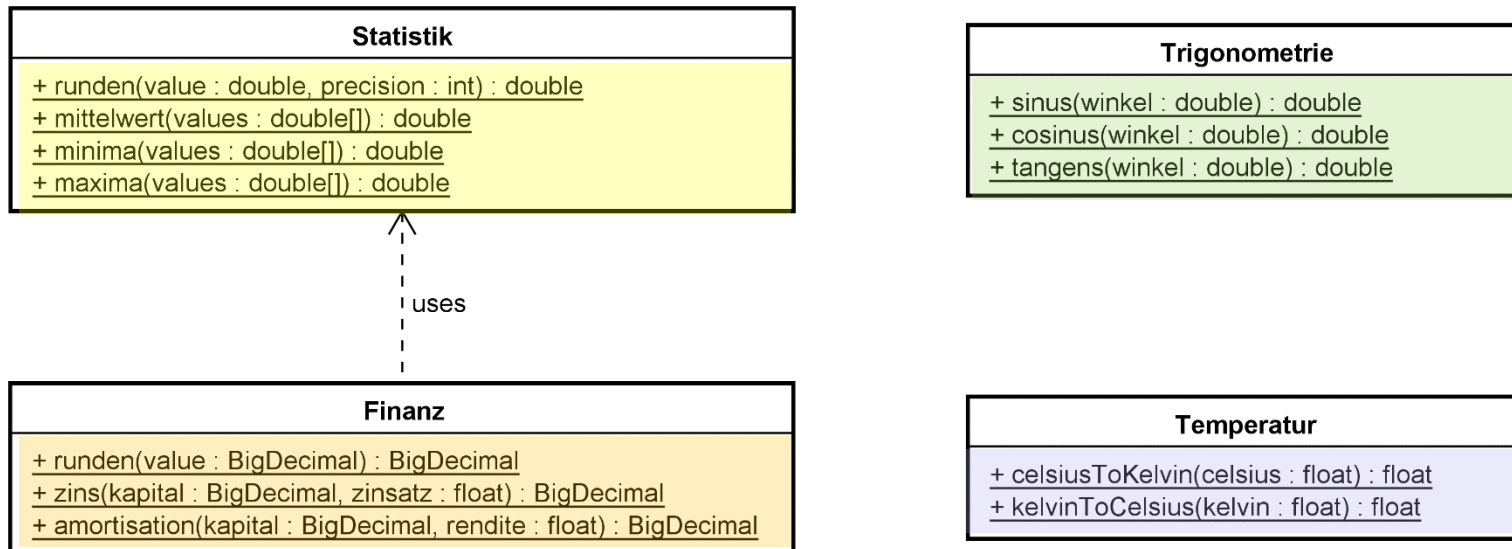 Statistik
+ runden(value : double, precision : int) : double
+ mittelwert(values : double[]) : double
+ minima(values : double[]) : double
+ maxima(values : double[]) : double
Trigonometrie
+ sinus(winkel : double) : double
+ cosinus(winkel : double) : double
+ tangens(winkel : double) : double
uses
Finanz
+ runden(value : BigDecimal) : BigDecimal
+ zins(kapital : BigDecimal, zinsatz : float) : BigDecimal
+ amortisation(kapital : BigDecimal, rendite : float) : BigDecimal
Temperatur
+ celsiusToKelvin(celsius : float) : float
+ kelvinToCelsius(kelvin : float) : float